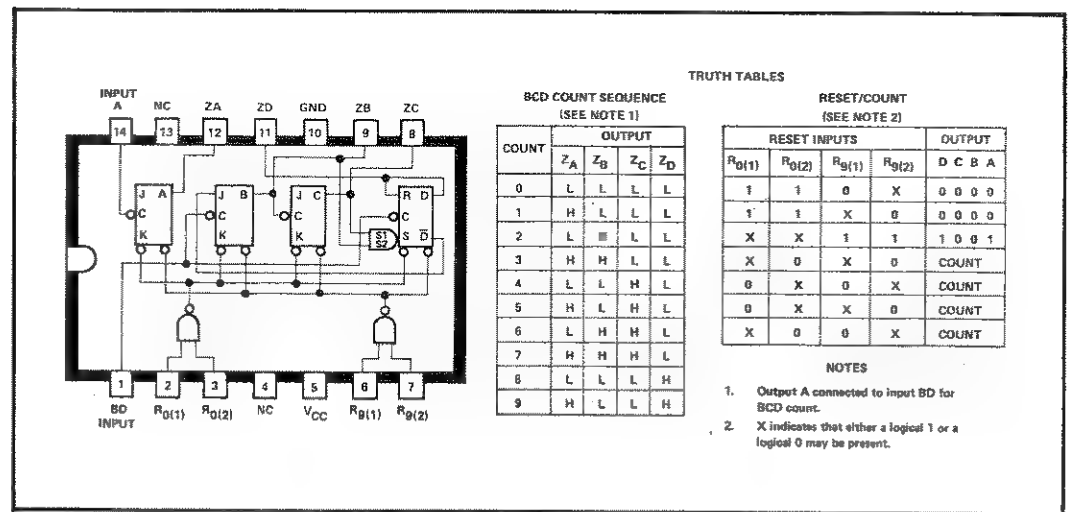 TRUTH TABLES
INPUT A NC ZA ZD GND ZB ZC
14 13 12 11 10 9 8
J A J B J C R D
C C C C
K K K S1 S2 S D̅
1 2 3 4 5 6 7
BD INPUT R0(1) R0(2) NC VCC R9(1) R9(2)
BCD COUNT SEQUENCE
(SEE NOTE 1)
COUNT OUTPUT
ZA ZB ZC ZD
0 L L L L
1 H L L L
2 L L L
3 H H L L
4 L L H L
5 H L H L
6 L H H L
7 H H H L
8 L L L H
9 H L L H
RESET/COUNT
(SEE NOTE 2)
RESET INPUTS OUTPUT
R0(1) R0(2) R9(1) R9(2) D C B A
1 1 0 X 0 0 0 0
1 1 X 0 0 0 0 0
X X 1 1 1 0 0 1
X 0 X 0 COUNT
0 X 0 X COUNT
0 X X 0 COUNT
X 0 0 X COUNT
NOTES
1. Output A connected to input BD for
BCD count.
2. X indicates that either a logical 1 or a
logical 0 may be present.